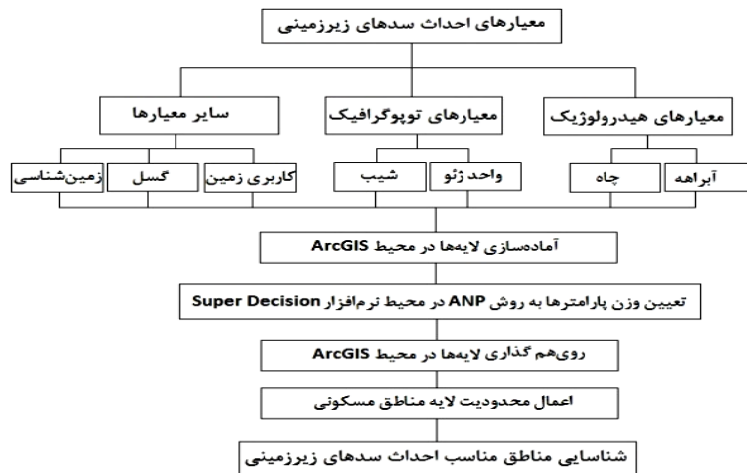 معیارهای احداث سدهای زیرزمینی
معیارهای هیدرولوژیک
معیارهای توپوگرافیک
سایر معیارها
آبراهه
چاه
واحد ژئو
شیب
کاربری زمین
گسل
زمین‌شناسی
آماده‌سازی لایه‌ها در محیط ArcGIS
تعیین وزن پارامترها به روش ANP در محیط نرم‌افزار Super Decision
روی‌هم گذاری لایه‌ها در محیط ArcGIS
اعمال محدودیت لایه مناطق مسکونی
شناسایی مناطق مناسب احداث سدهای زیرزمینی